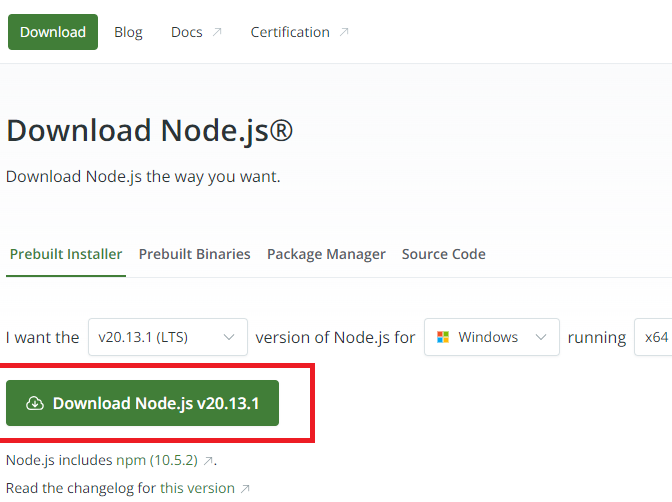 Download Blog Docs Certification
Download Node.js®
Download Node.js the way you want.
Prebuilt Installer Prebuilt Binaries Package Manager Source Code
I want the v20.13.1 (LTS) version of Node.js for Windows running x64
Download Node.js v20.13.1
Node.js includes npm (10.5.2).
Read the changelog for this version